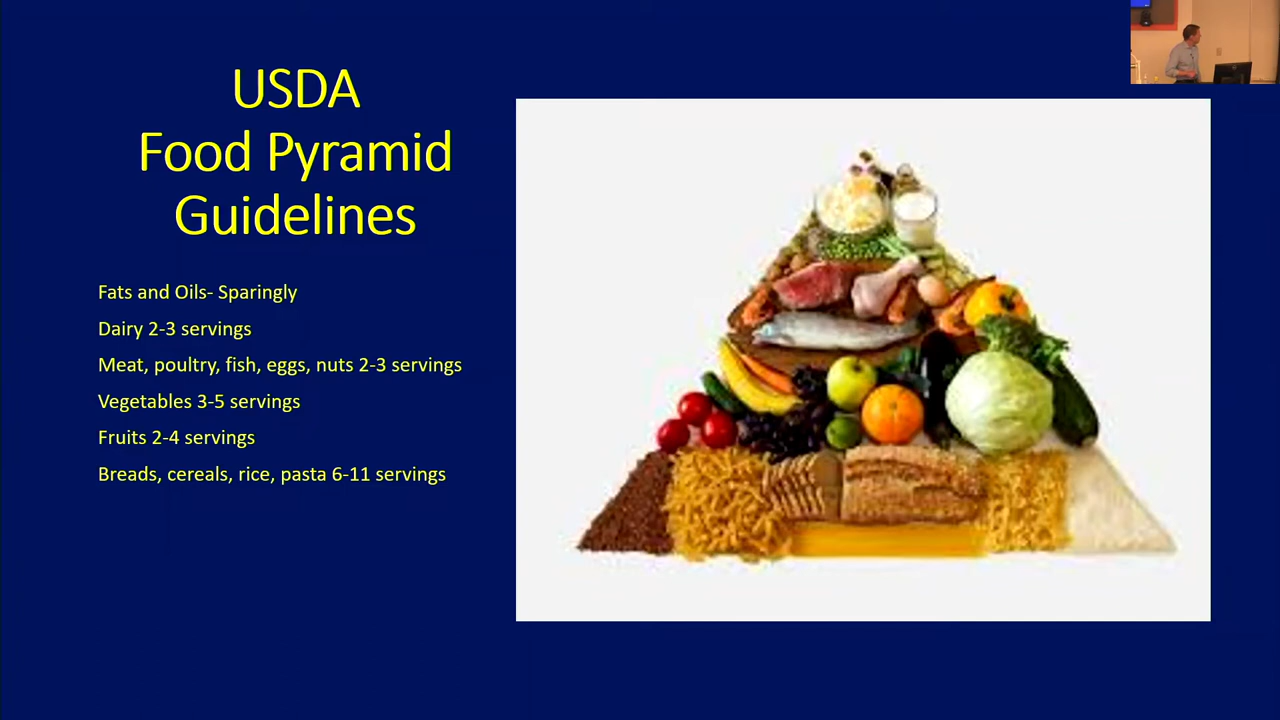 USDA
Food Pyramid
Guidelines
Fats and Oils- Sparingly
Dairy 2-3 servings
Meat, poultry, fish, eggs, nuts 2-3 servings
Vegetables 3-5 servings
Fruits 2-4 servings
Breads, cereals, rice, pasta 6-11 servings